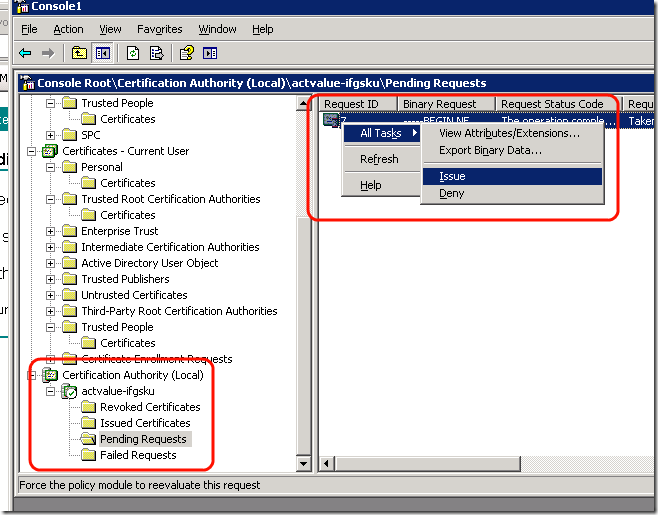 Console1
File Action View Favorites Window Help
Console Root\Certification Authority (Local)\actvalue-ifgsku\Pending Requests
Trusted People
Certificates
SPC
Certificates - Current User
Personal
Certificates
Trusted Root Certification Authorities
Certificates
Enterprise Trust
Intermediate Certification Authorities
Active Directory User Object
Trusted Publishers
Untrusted Certificates
Third-Party Root Certification Authorities
Trusted People
Certificates
Certificate Enrollment Requests
Certification Authority (Local)
actvalue-ifgsku
Revoked Certificates
Issued Certificates
Pending Requests
Failed Requests
Request ID Binary Request Request Status Code Requ
7 -----BEGIN NE... The operation comple... Taken
All Tasks
Refresh
Help
View Attributes/Extensions...
Export Binary Data...
Issue
Deny
Force the policy module to reevaluate this request